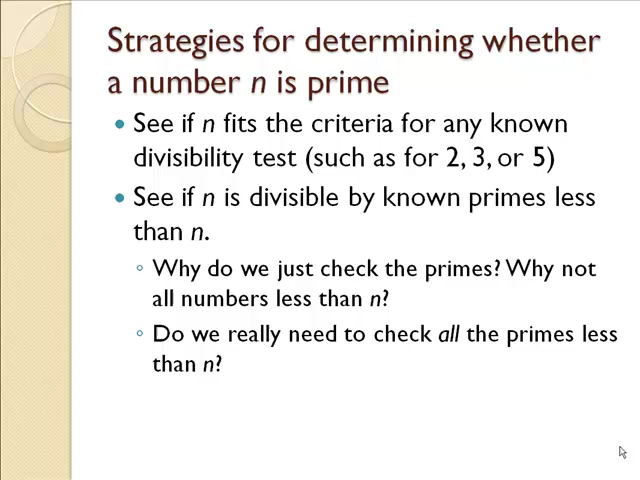 Strategies for determining whether
a number n is prime
• See if n fits the criteria for any known
divisibility test (such as for 2, 3, or 5)
• See if n is divisible by known primes less
than n.
◦ Why do we just check the primes? Why not
all numbers less than n?
◦ Do we really need to check all the primes less
than n?